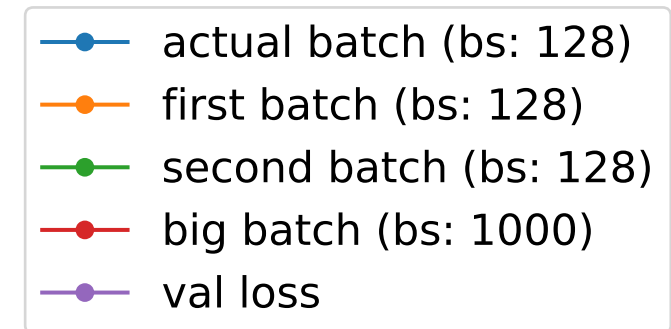 actual batch (bs: 128)
first batch (bs: 128)
second batch (bs: 128)
big batch (bs: 1000)
val loss